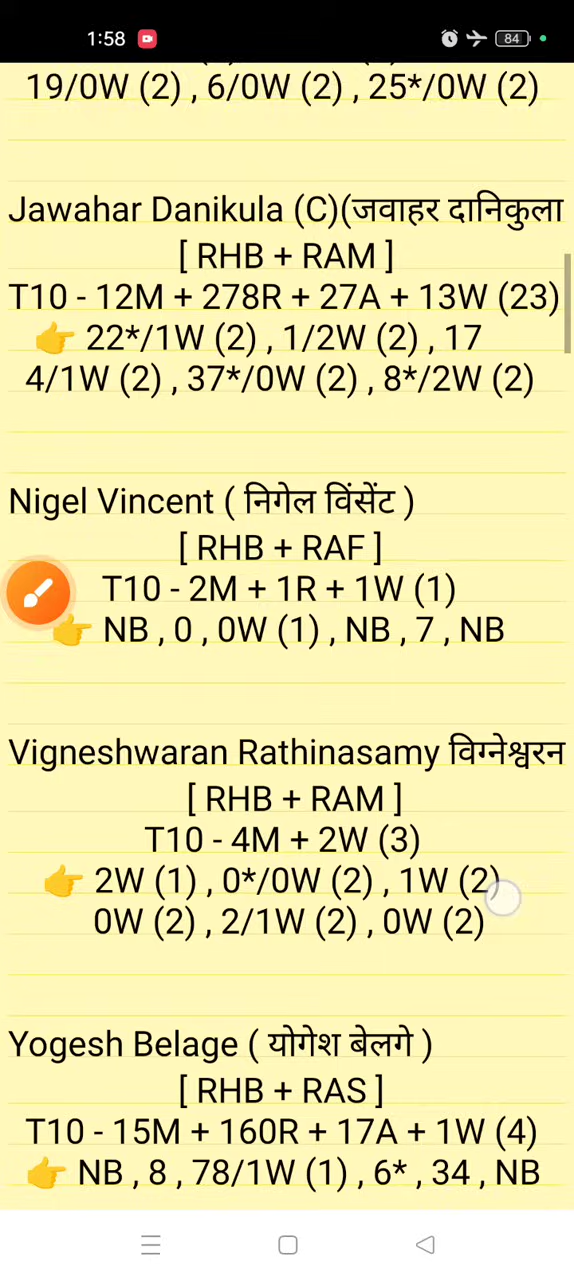 1:58
84
19/0W (2) , 6/0W (2) , 25*/0W (2)
Jawahar Danikula (C)(जवाहर दानिकुला
[ RHB + RAM ]
T10 - 12M + 278R + 27A + 13W (23)
👉 22*/1W (2) , 1/2W (2) , 17
4/1W (2) , 37*/0W (2) , 8*/2W (2)
Nigel Vincent ( निगेल विंसेंट )
[ RHB + RAF ]
T10 - 2M + 1R + 1W (1)
👉 NB , 0 , 0W (1) , NB , 7 , NB
Vigneshwaran Rathinasamy विग्नेश्वरन
[ RHB + RAM ]
T10 - 4M + 2W (3)
👉 2W (1) , 0*/0W (2) , 1W (2)
0W (2) , 2/1W (2) , 0W (2)
Yogesh Belage ( योगेश बेलगे )
[ RHB + RAS ]
T10 - 15M + 160R + 17A + 1W (4)
👉 NB , 8 , 78/1W (1) , 6* , 34 , NB